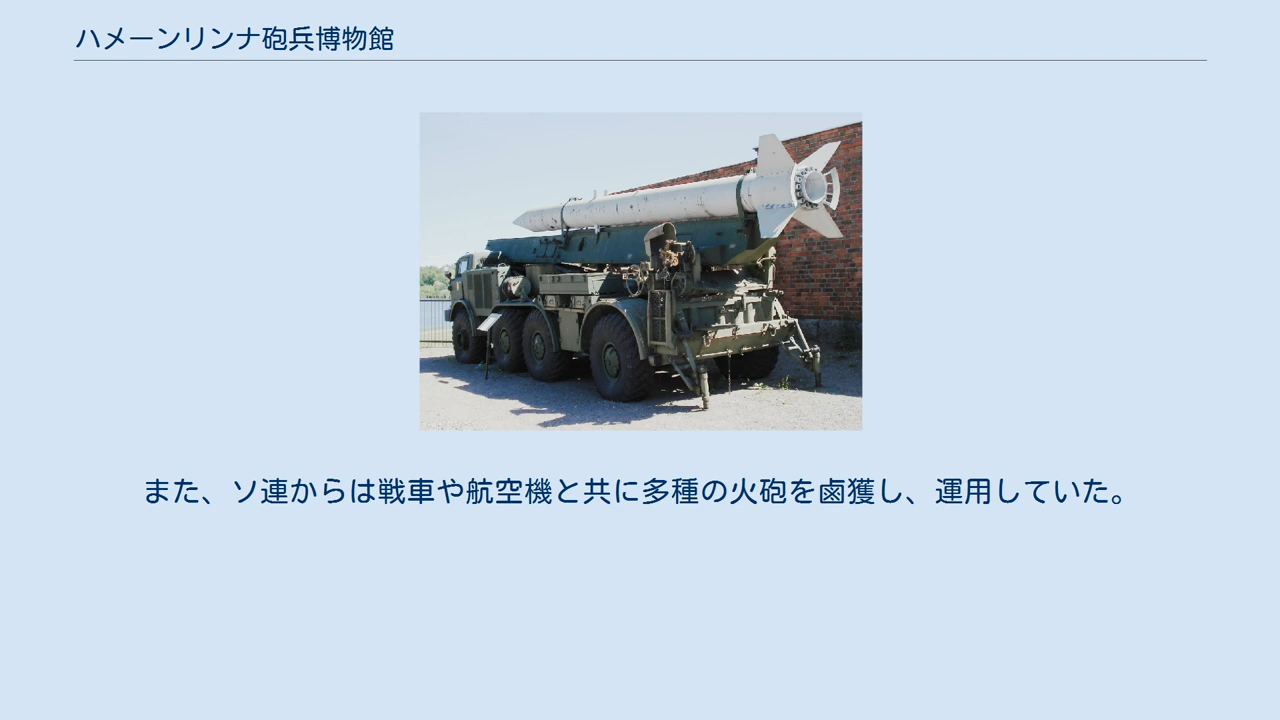 ハメーンリンナ砲兵博物館
また、ソ連からは戦車や航空機と共に多種の火砲を鹵獲し、運用していた。